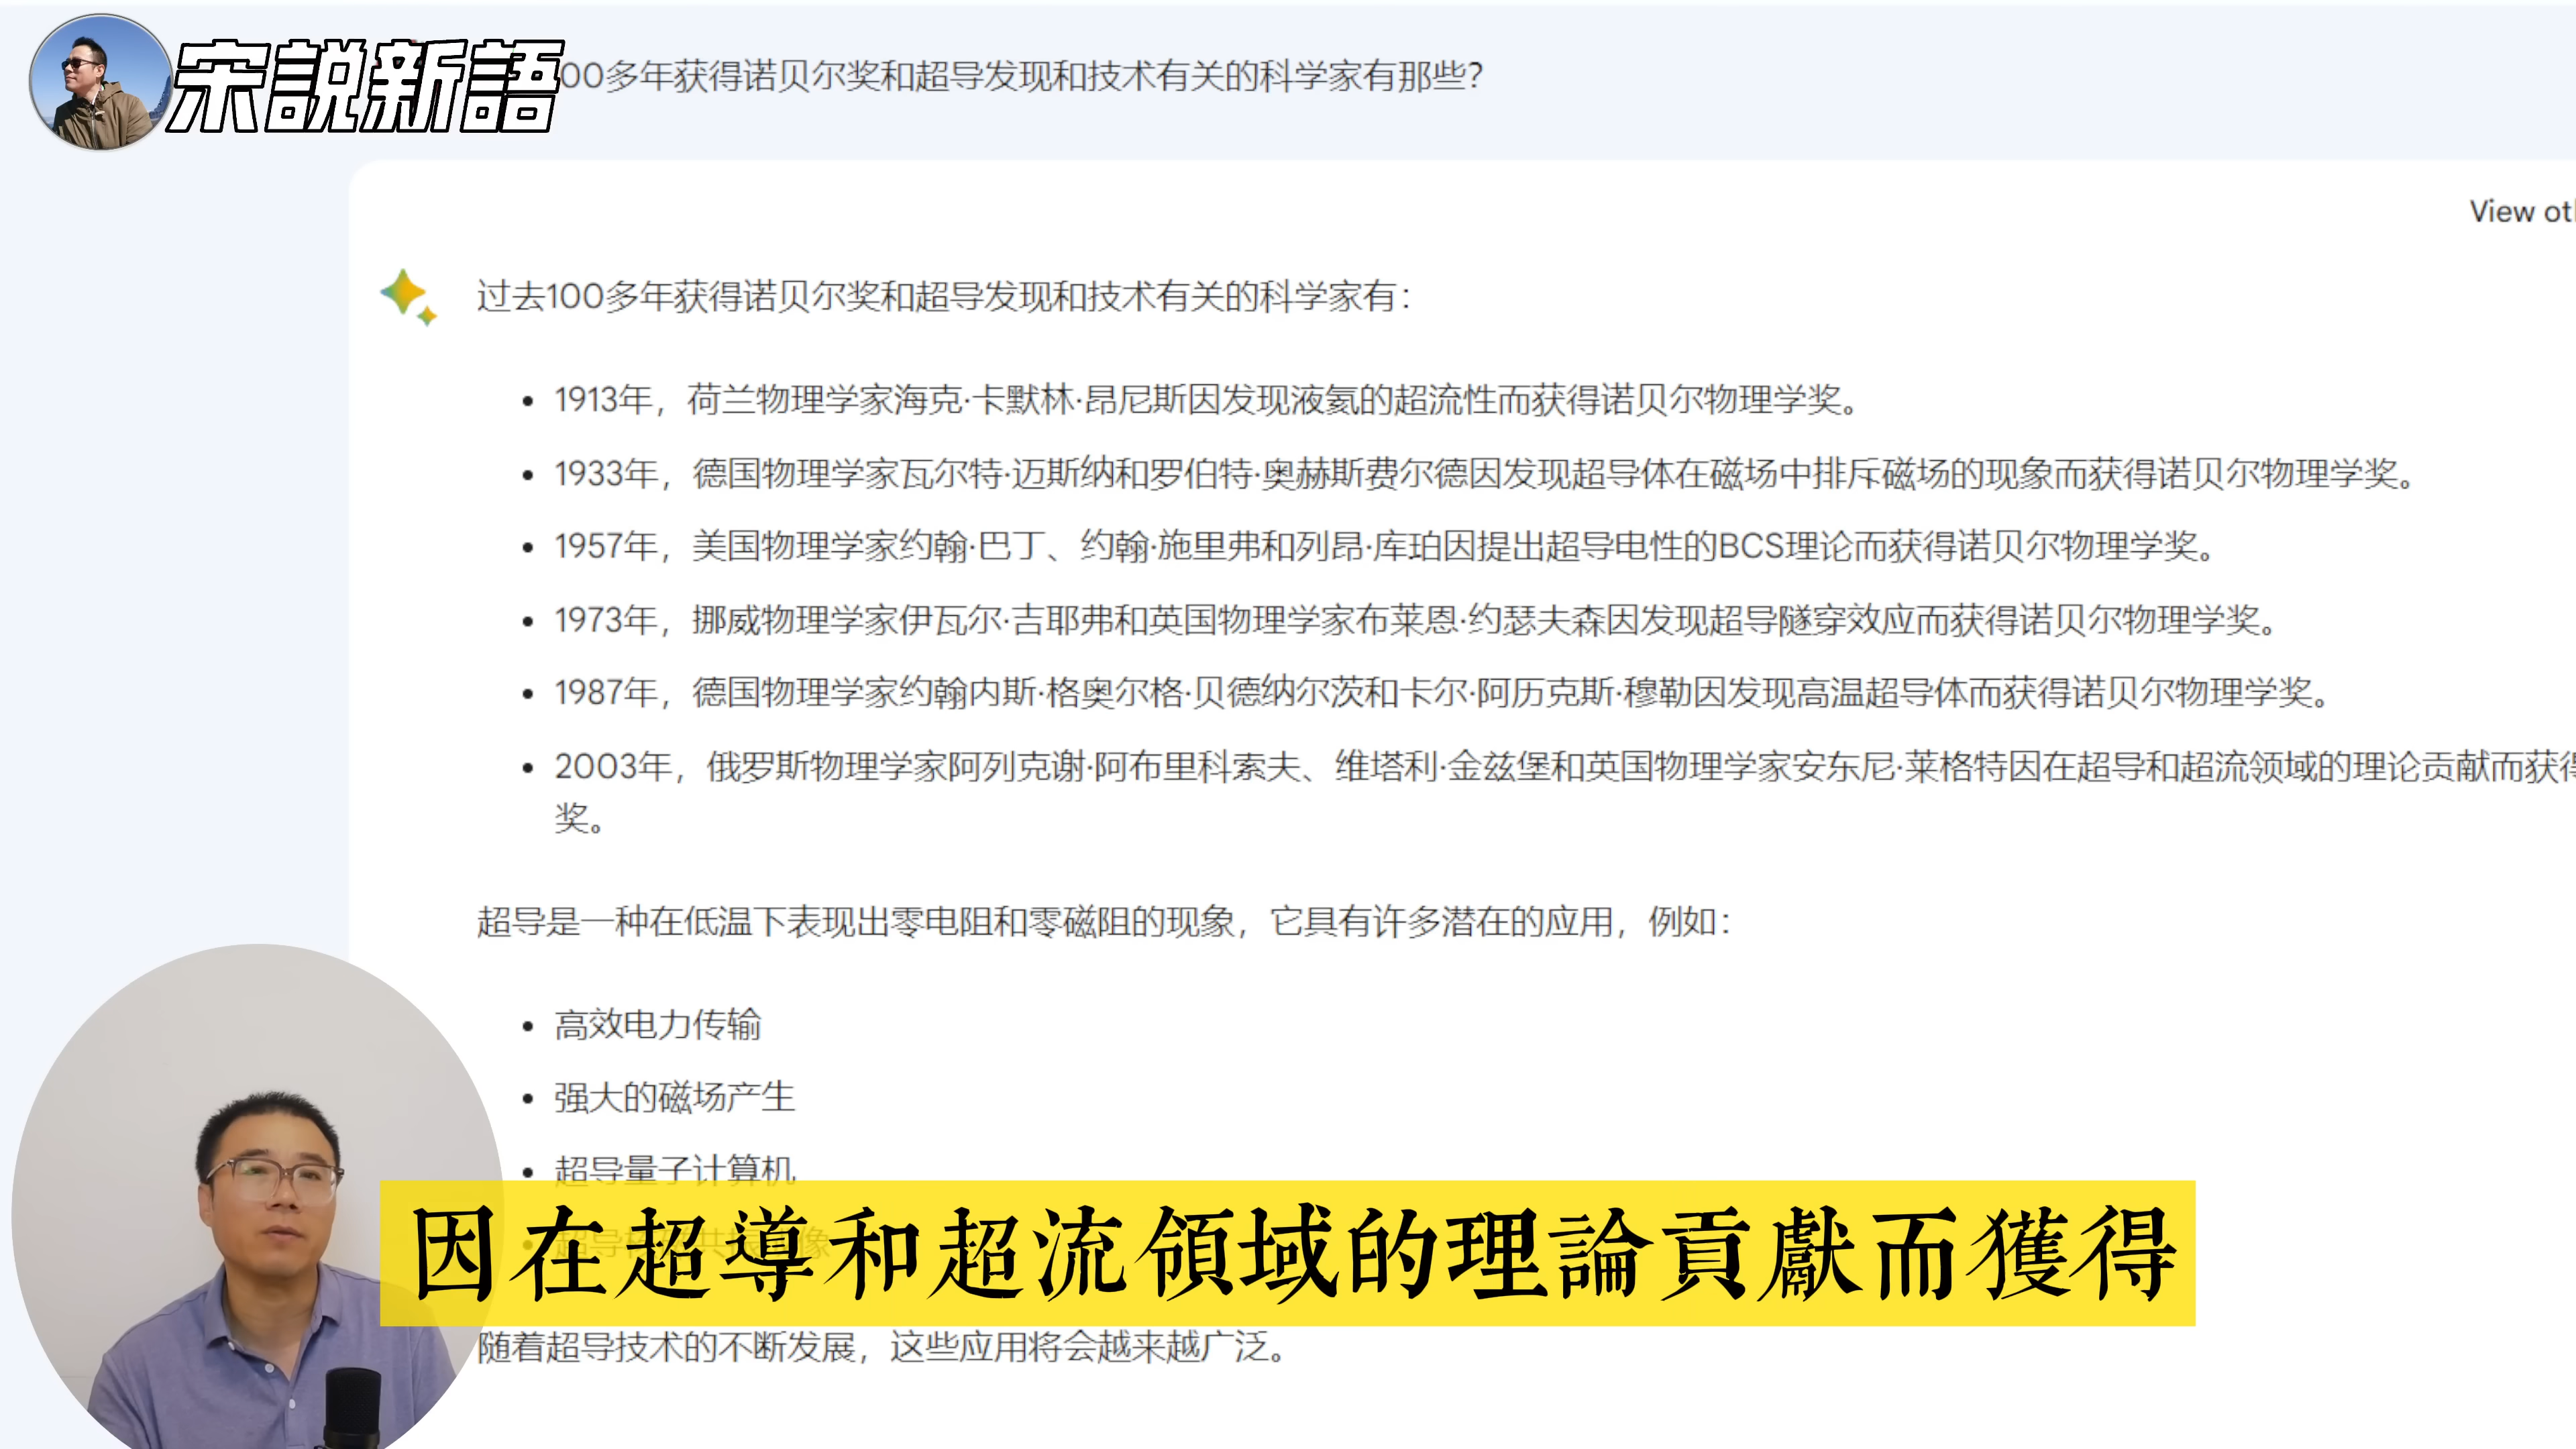 宋説新語
00多年获得诺贝尔奖和超导发现和技术有关的科学家有那些？
View ot
过去100多年获得诺贝尔奖和超导发现和技术有关的科学家有：
• 1913年，荷兰物理学家海克·卡默林·昂尼斯因发现液氦的超流性而获得诺贝尔物理学奖。
• 1933年，德国物理学家瓦尔特·迈斯纳和罗伯特·奥赫斯费尔德因发现超导体在磁场中排斥磁场的现象而获得诺贝尔物理学奖。
• 1957年，美国物理学家约翰·巴丁、约翰·施里弗和列昂·库珀因提出超导电性的BCS理论而获得诺贝尔物理学奖。
• 1973年，挪威物理学家伊瓦尔·吉耶弗和英国物理学家布莱恩·约瑟夫森因发现超导隧穿效应而获得诺贝尔物理学奖。
• 1987年，德国物理学家约翰内斯·格奥尔格·贝德纳尔茨和卡尔·阿历克斯·穆勒因发现高温超导体而获得诺贝尔物理学奖。
• 2003年，俄罗斯物理学家阿列克谢·阿布里科索夫、维塔利·金兹堡和英国物理学家安东尼·莱格特因在超导和超流领域的理论贡献而获得
奖。
超导是一种在低温下表现出零电阻和零磁阻的现象，它具有许多潜在的应用，例如：
• 高效电力传输
• 强大的磁场产生
• 超导量子计算机
因在超導和超流領域的理論貢獻而獲得
随着超导技术的不断发展，这些应用将会越来越广泛。